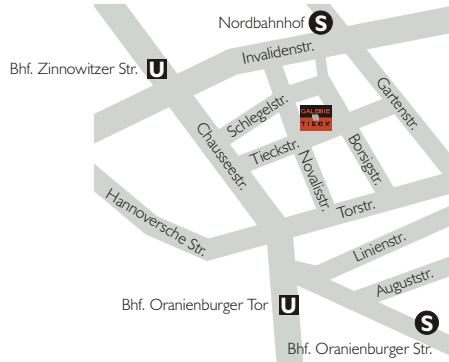 Nordbahnhof S
Invalidenstr.
Bhf. Zinnowitzer Str. U
Gartenstr.
Schlegelstr.
GALERIE
TIECK
Chausseestr.
Tieckstr.
Novalisstr.
Borsigstr.
Hannoversche Str.
Torstr.
Linienstr.
Auguststr.
Bhf. Oranienburger Tor U
S
Bhf. Oranienburger Str.